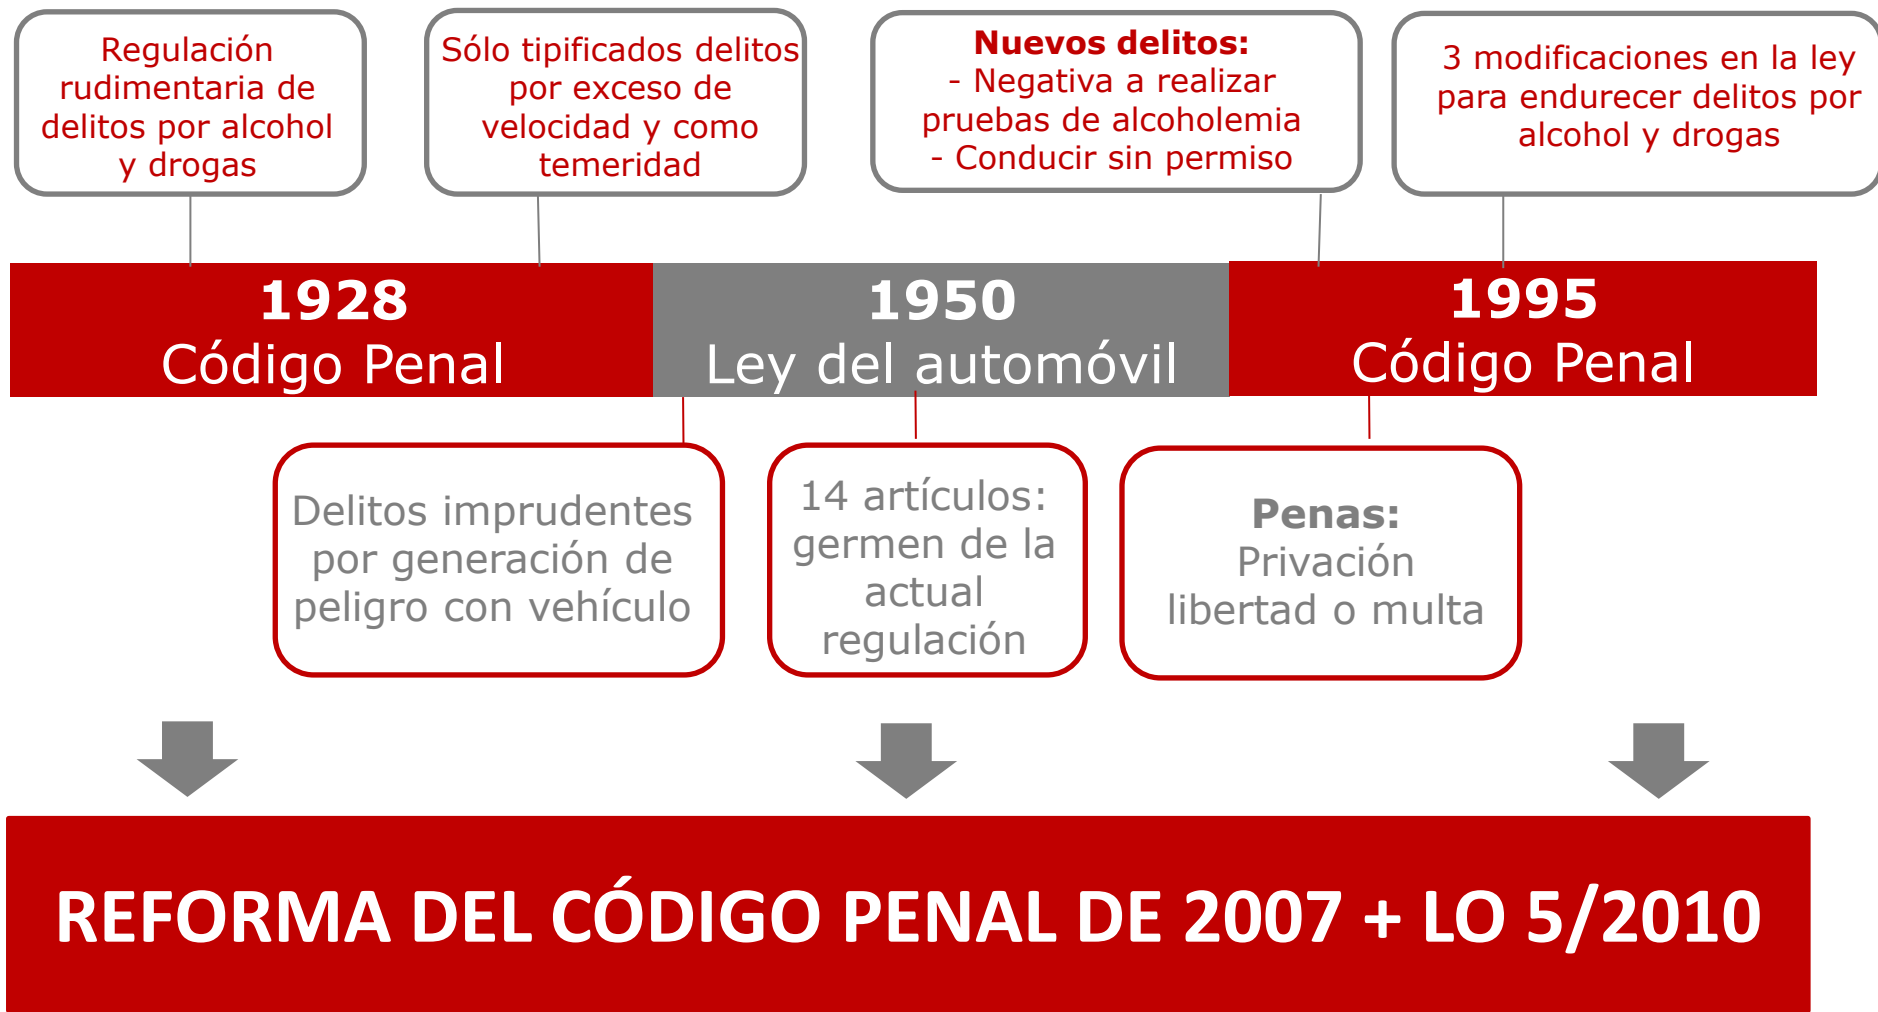 Regulación
rudimentaria de
delitos por alcohol
y drogas
Sólo tipificados delitos
por exceso de
velocidad y como
temeridad
Nuevos delitos:
- Negativa a realizar
pruebas de alcoholemia
- Conducir sin permiso
3 modificaciones en la ley
para endurecer delitos por
alcohol y drogas
1928
Código Penal
1950
Ley del automóvil
1995
Código Penal
Delitos imprudentes
por generación de
peligro con vehículo
14 artículos:
germen de la
actual
regulación
Penas:
Privación
libertad o multa
REFORMA DEL CÓDIGO PENAL DE 2007 + LO 5/2010